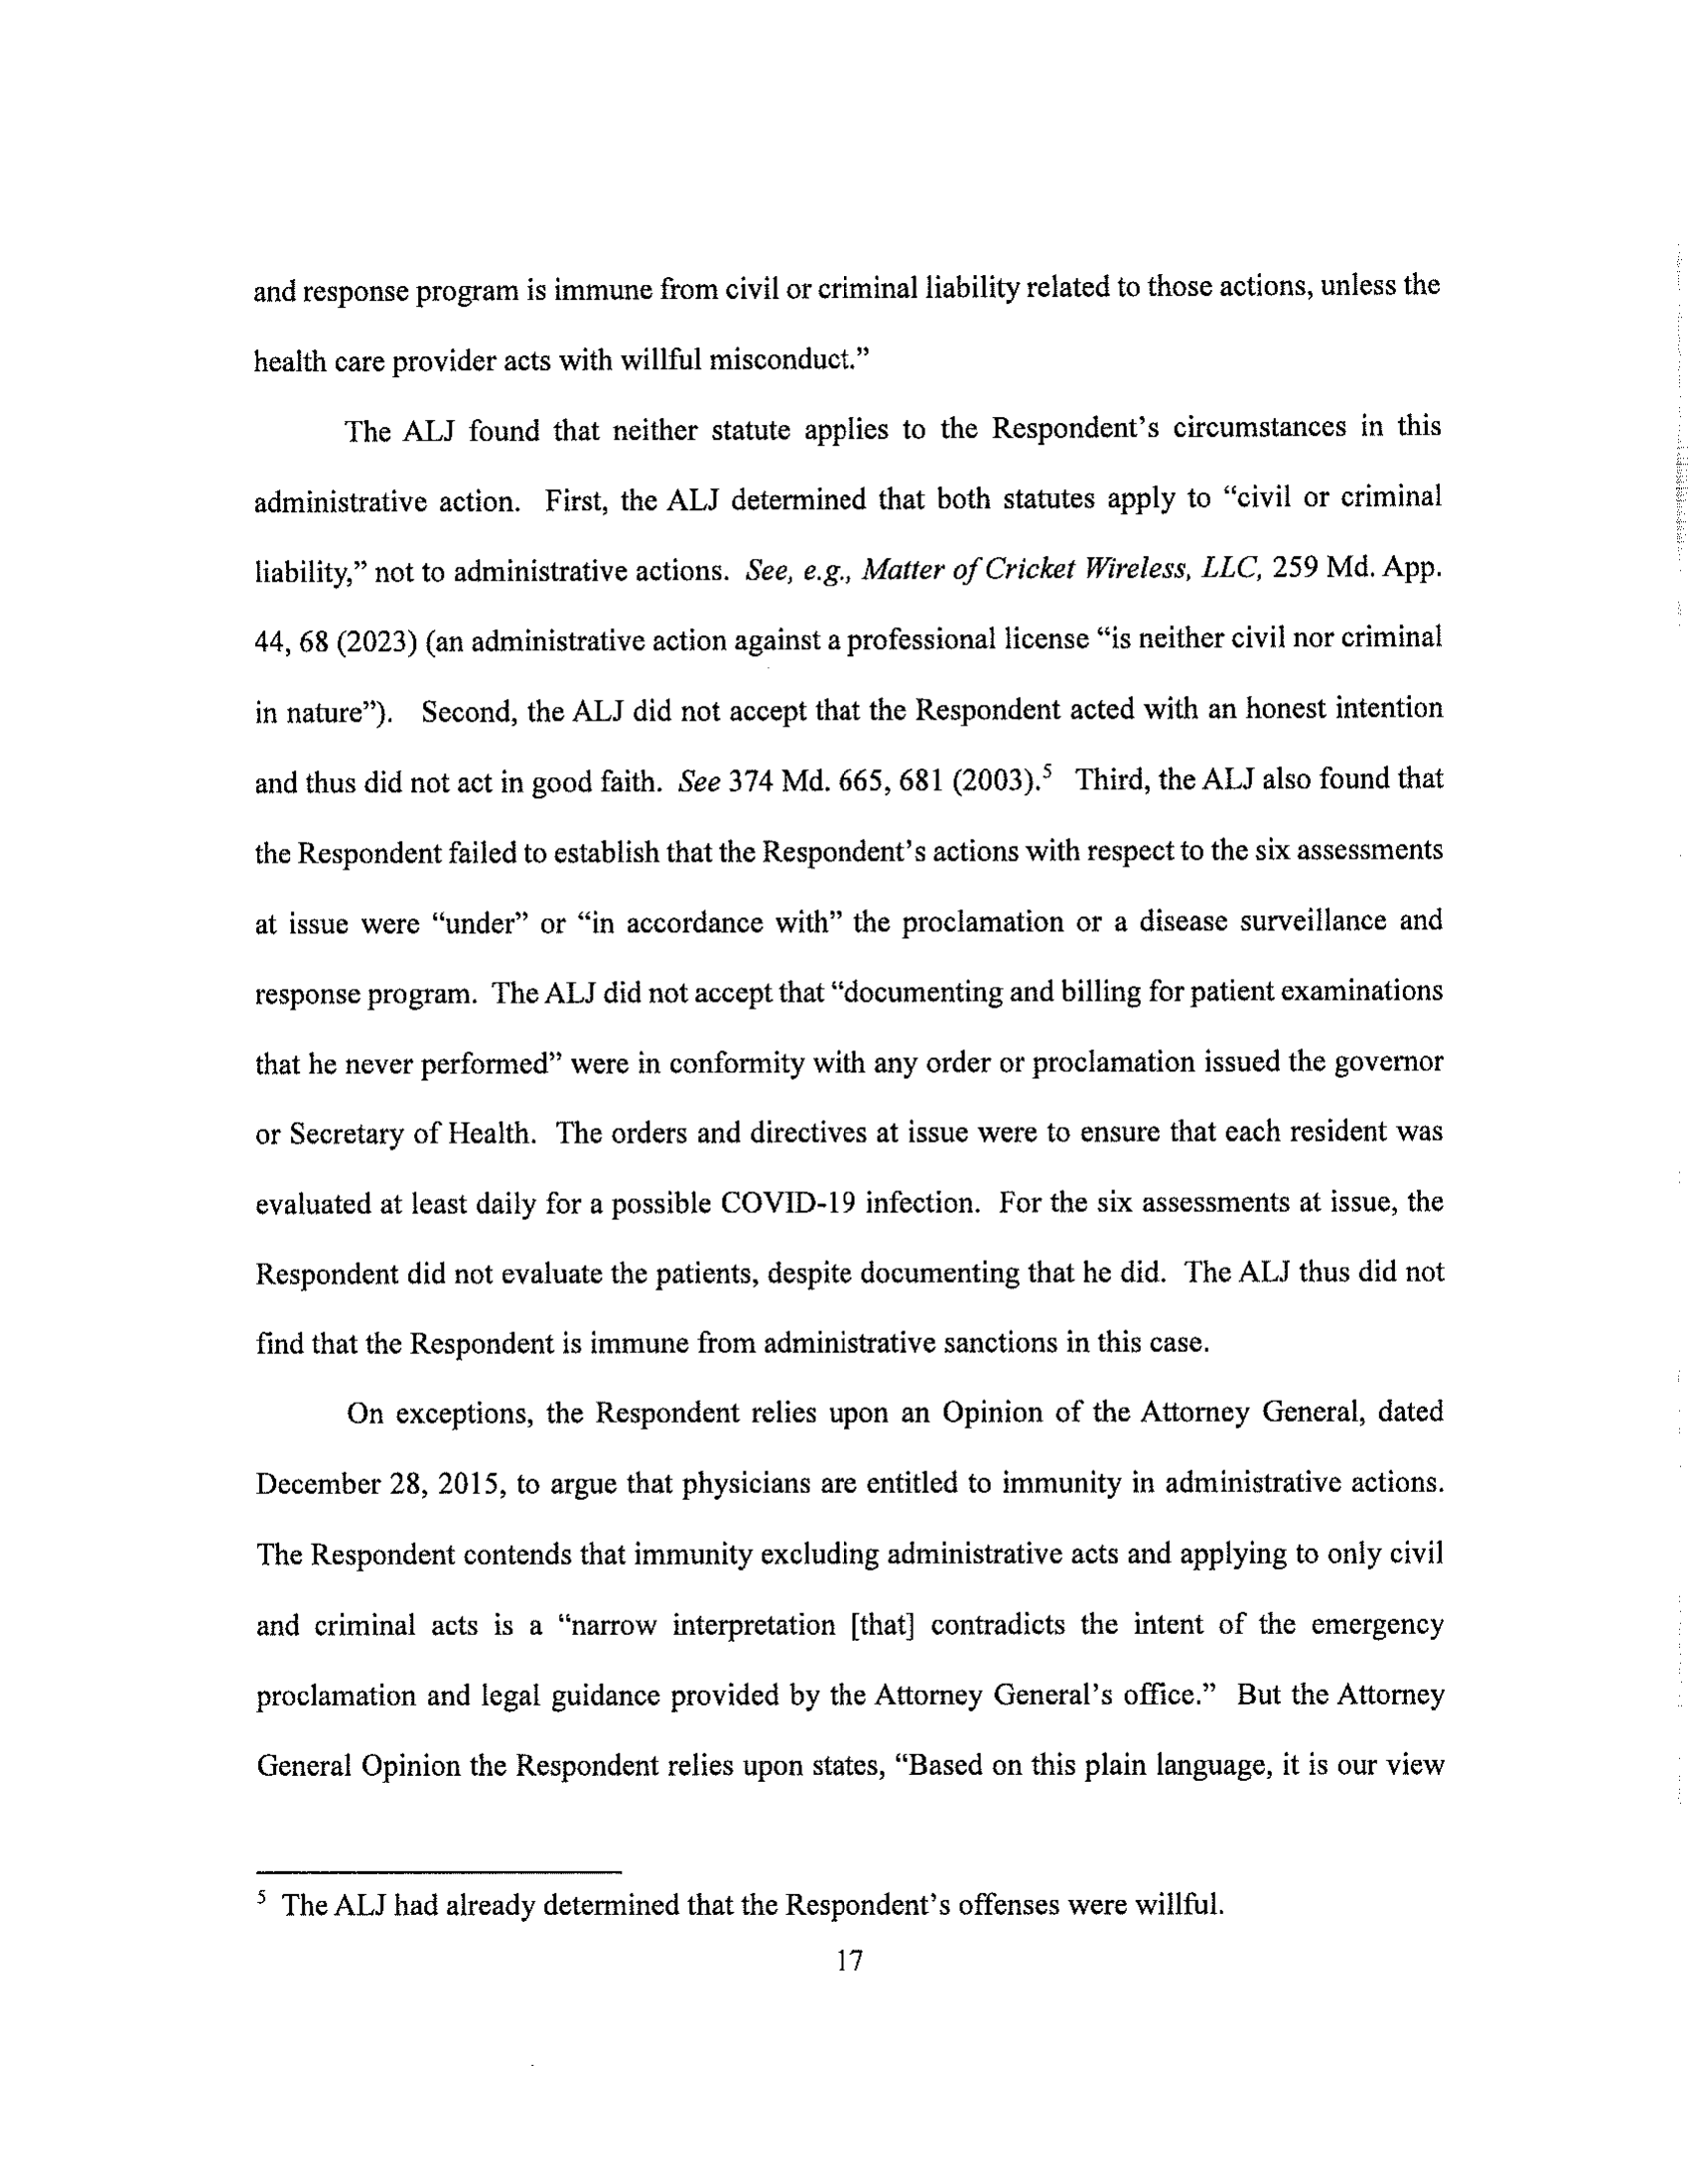 and response program is immune from civil or criminal liability related to those actions, unless the
health care provider acts with willful misconduct.”
The ALJ found that neither statute applies to the Respondent’s circumstances in this
administrative action. First, the ALJ determined that both statutes apply to “civil or criminal
liability,” not to administrative actions. See, e.g., Matter of Cricket Wireless, LLC, 259 Md. App.
44, 68 (2023) (an administrative action against a professional license “is neither civil nor criminal
in nature”). Second, the ALJ did not accept that the Respondent acted with an honest intention
and thus did not act in good faith. See 374 Md. 665, 681 (2003).5 Third, the ALJ also found that
the Respondent failed to establish that the Respondent’s actions with respect to the six assessments
at issue were “under” or “in accordance with” the proclamation or a disease surveillance and
response program. The ALJ did not accept that “documenting and billing for patient examinations
that he never performed” were in conformity with any order or proclamation issued the governor
or Secretary of Health. The orders and directives at issue were to ensure that each resident was
evaluated at least daily for a possible COVID-19 infection. For the six assessments at issue, the
Respondent did not evaluate the patients, despite documenting that he did. The ALJ thus did not
find that the Respondent is immune from administrative sanctions in this case.
On exceptions, the Respondent relies upon an Opinion of the Attorney General, dated
December 28, 2015, to argue that physicians are entitled to immunity in administrative actions.
The Respondent contends that immunity excluding administrative acts and applying to only civil
and criminal acts is a “narrow interpretation [that] contradicts the intent of the emergency
proclamation and legal guidance provided by the Attorney General’s office.” But the Attorney
General Opinion the Respondent relies upon states, “Based on this plain language, it is our view
5 The ALJ had already determined that the Respondent’s offenses were willful.
17